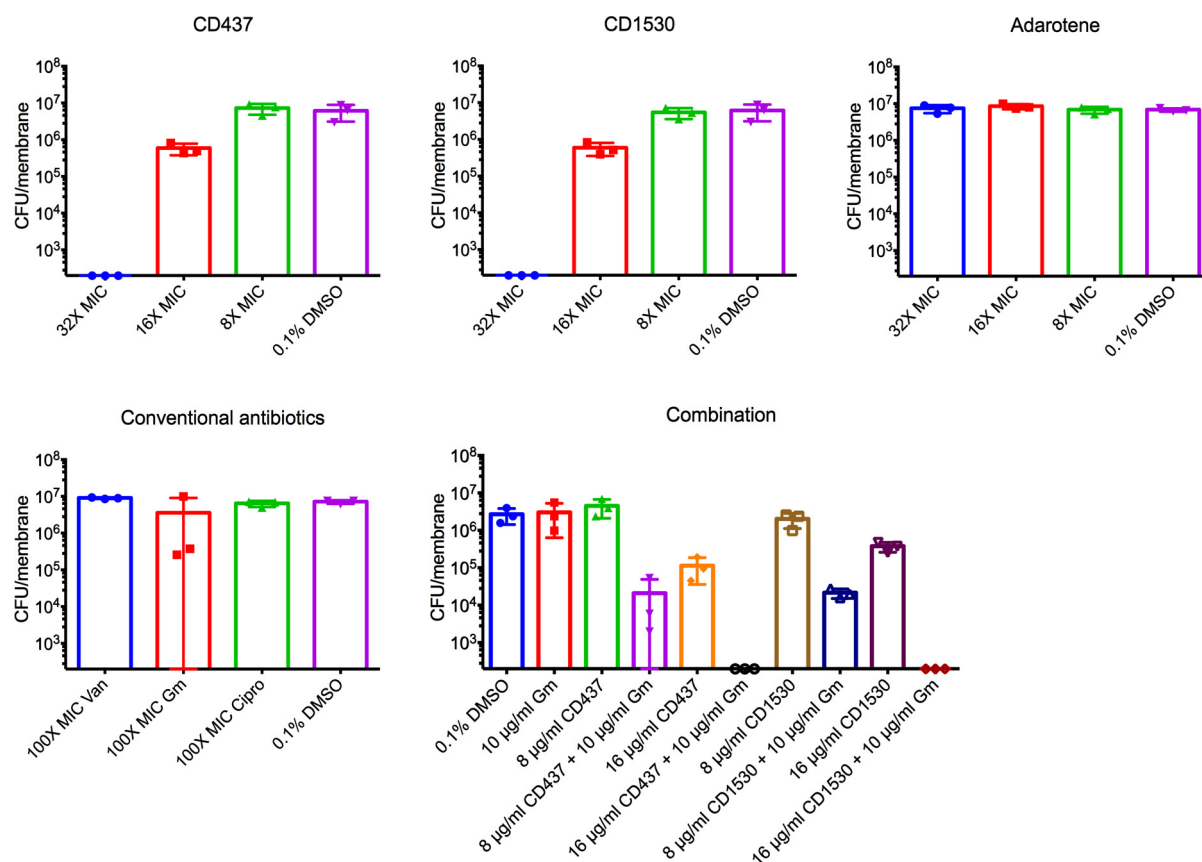 CD437
CFU/membrane
10⁸
10⁷
10⁶
10⁵
10⁴
10³
32X MIC
16X MIC
8X MIC
0.1% DMSO
CD1530
CFU/membrane
10⁸
10⁷
10⁶
10⁵
10⁴
10³
32X MIC
16X MIC
8X MIC
0.1% DMSO
Adarotene
CFU/membrane
10⁸
10⁷
10⁶
10⁵
10⁴
10³
32X MIC
16X MIC
8X MIC
0.1% DMSO
Conventional antibiotics
CFU/membrane
10⁸
10⁷
10⁶
10⁵
10⁴
10³
100X MIC Van
100X MIC Gm
100X MIC Cipro
0.1% DMSO
Combination
CFU/membrane
10⁸
10⁷
10⁶
10⁵
10⁴
10³
0.1% DMSO
10 µg/ml Gm
8 µg/ml CD437
8 µg/ml CD437 + 10 µg/ml Gm
16 µg/ml CD437
16 µg/ml CD437 + 10 µg/ml Gm
8 µg/ml CD1530
8 µg/ml CD1530 + 10 µg/ml Gm
16 µg/ml CD1530
16 µg/ml CD1530 + 10 µg/ml Gm